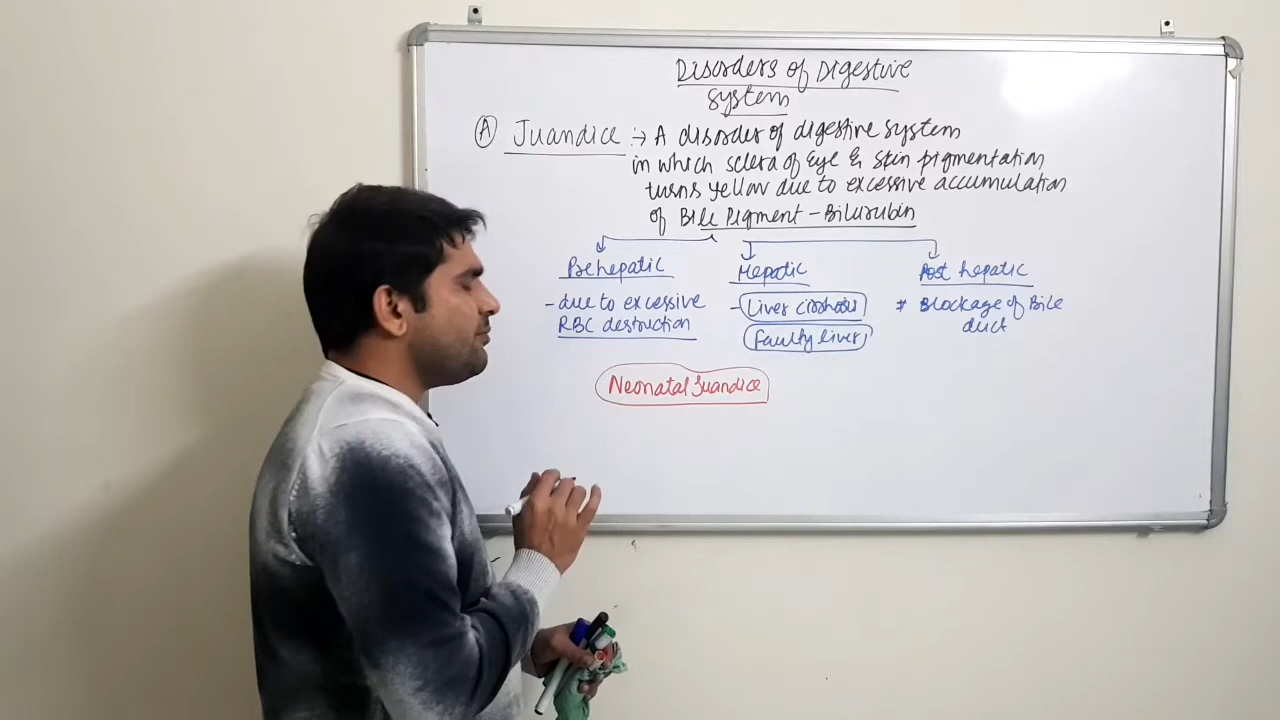 Disorders of Digestive
System
A Juandice :→ A disorder of digestive system
in which sclera of Eye & skin pigmentation
turns yellow due to excessive accumulation
of Bile Pigment - Bilurubin
Prehepatic Hepatic Post hepatic
- due to excessive - Liver cirrhosis * Blockage of Bile
RBC destruction Faulty liver duct
Neonatal Juandice